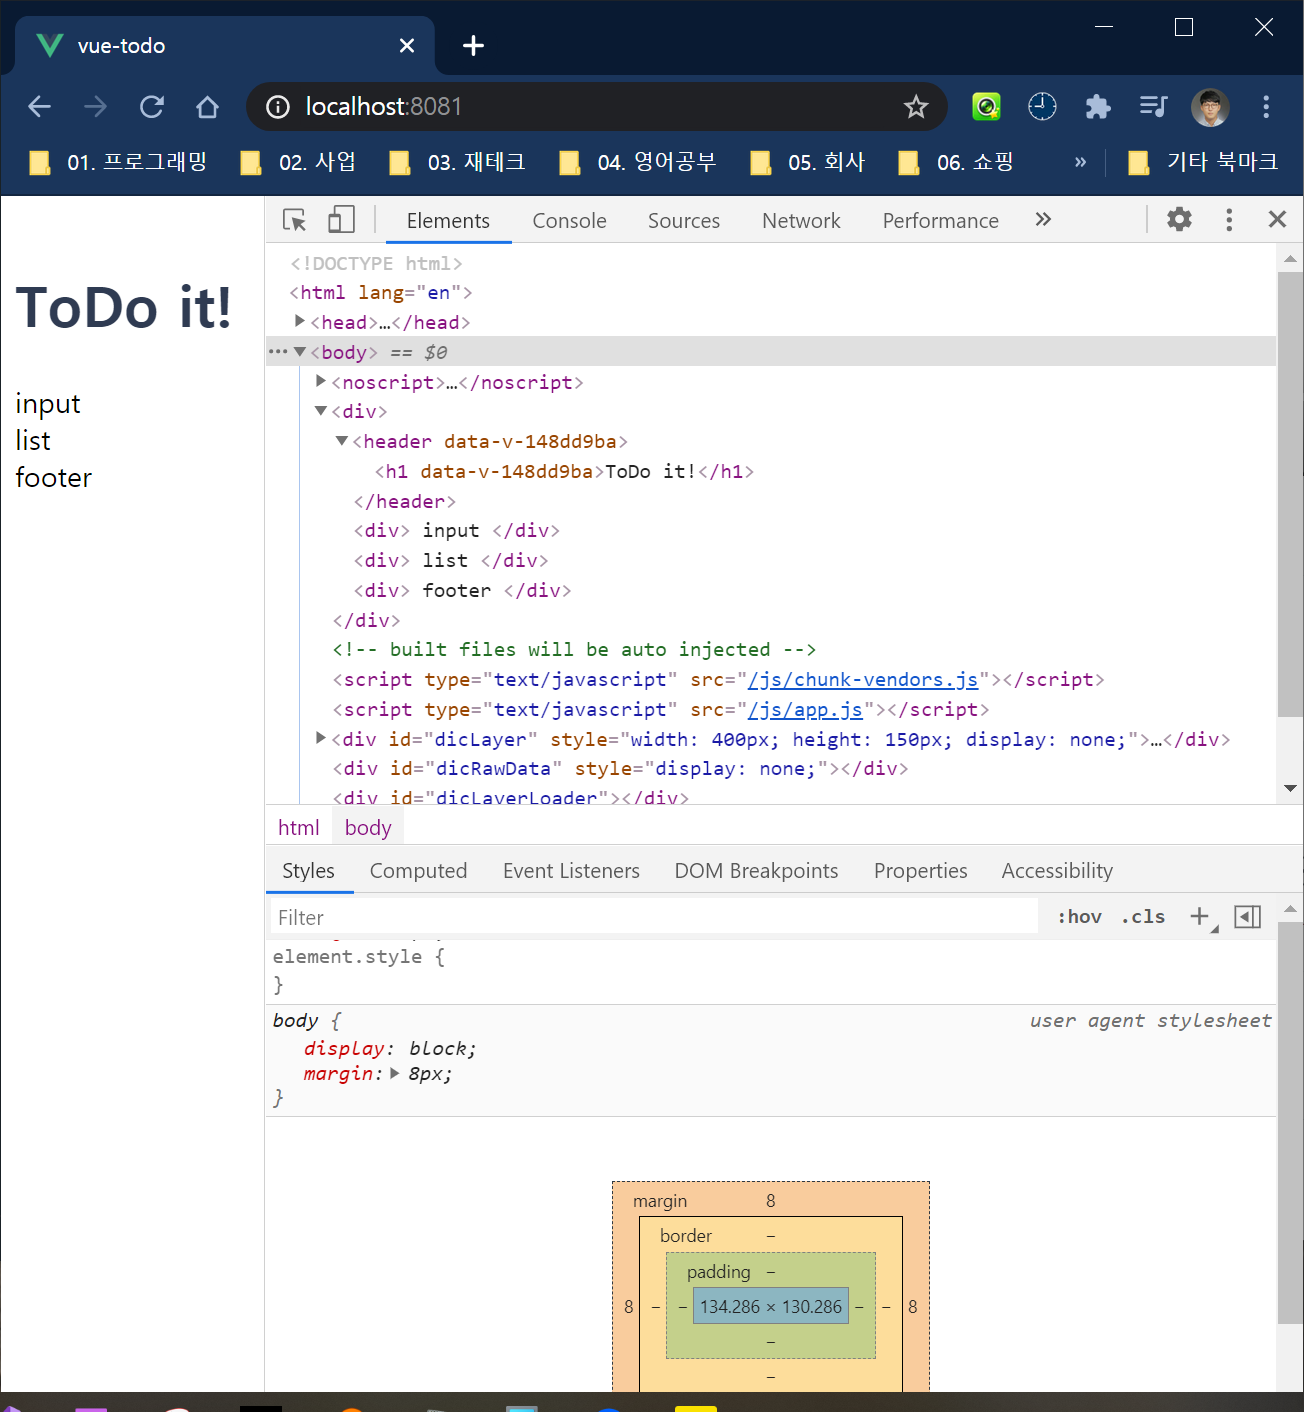 vue-todo
localhost:8081
01. 프로그래밍 02. 사업 03. 재테크 04. 영어공부 05. 회사 06. 쇼핑 » 기타 북마크
ToDo it!
input
list
footer
Elements Console Sources Network Performance »
<!DOCTYPE html>
<html lang="en">
<head>…</head>
<body> == $0
<noscript>…</noscript>
<div>
<header data-v-148dd9ba>
<h1 data-v-148dd9ba>ToDo it!</h1>
</header>
<div> input </div>
<div> list </div>
<div> footer </div>
</div>
<!-- built files will be auto injected -->
<script type="text/javascript" src="/js/chunk-vendors.js"></script>
<script type="text/javascript" src="/js/app.js"></script>
<div id="dicLayer" style="width: 400px; height: 150px; display: none;">…</div>
<div id="dicRawData" style="display: none;"></div>
<div id="dicLayerLoader"></div>
html body
Styles Computed Event Listeners DOM Breakpoints Properties Accessibility
Filter :hov .cls +
element.style {
}
body { user agent stylesheet
display: block;
margin: 8px;
}
margin 8
border –
padding –
8 – – 134.286 × 130.286 – – 8
–
–